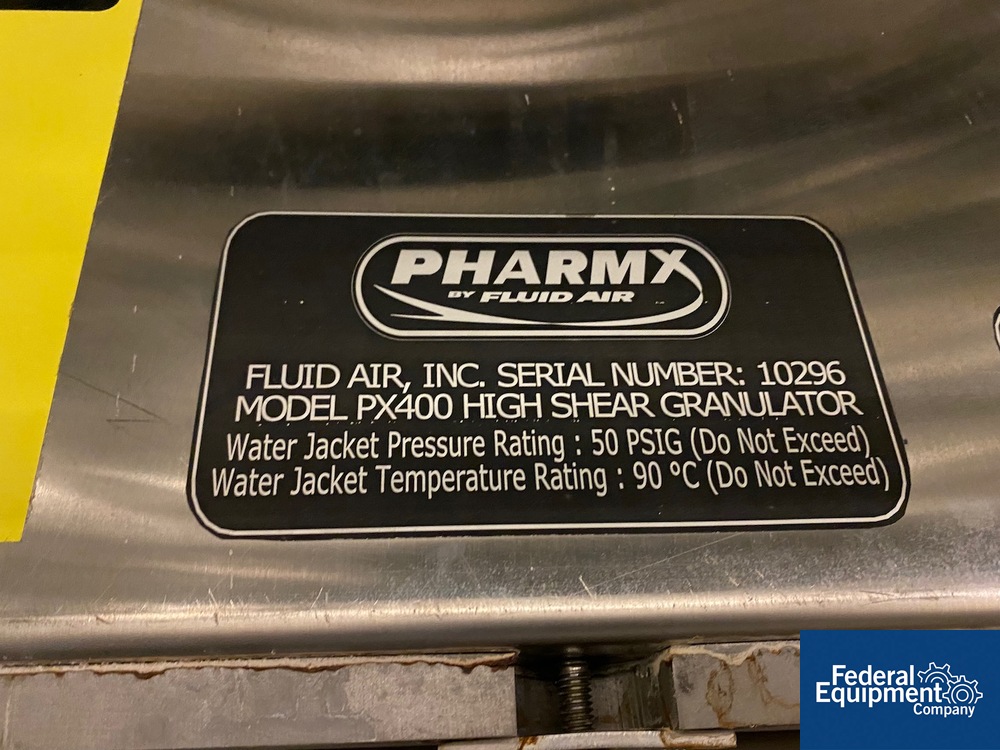 PHARMX
BY FLUID AIR
FLUID AIR, INC. SERIAL NUMBER: 10296
MODEL PX400 HIGH SHEAR GRANULATOR
Water Jacket Pressure Rating : 50 PSIG (Do Not Exceed)
Water Jacket Temperature Rating : 90 °C (Do Not Exceed)
Federal
Equipment
Company